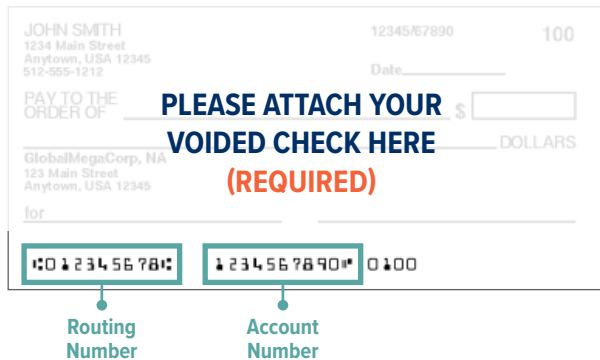 JOHN SMITH
1234 Main Street
Anytown, USA 12345
512-555-1212
12345/67890
100
Date
PAY TO THE
ORDER OF
$
PLEASE ATTACH YOUR
VOIDED CHECK HERE
(REQUIRED)
DOLLARS
GlobalMegaCorp, NA
123 Main Street
Anytown, USA 12345
for
⑆012345678⑆ 1234567890⑈ 0100
Routing
Number
Account
Number